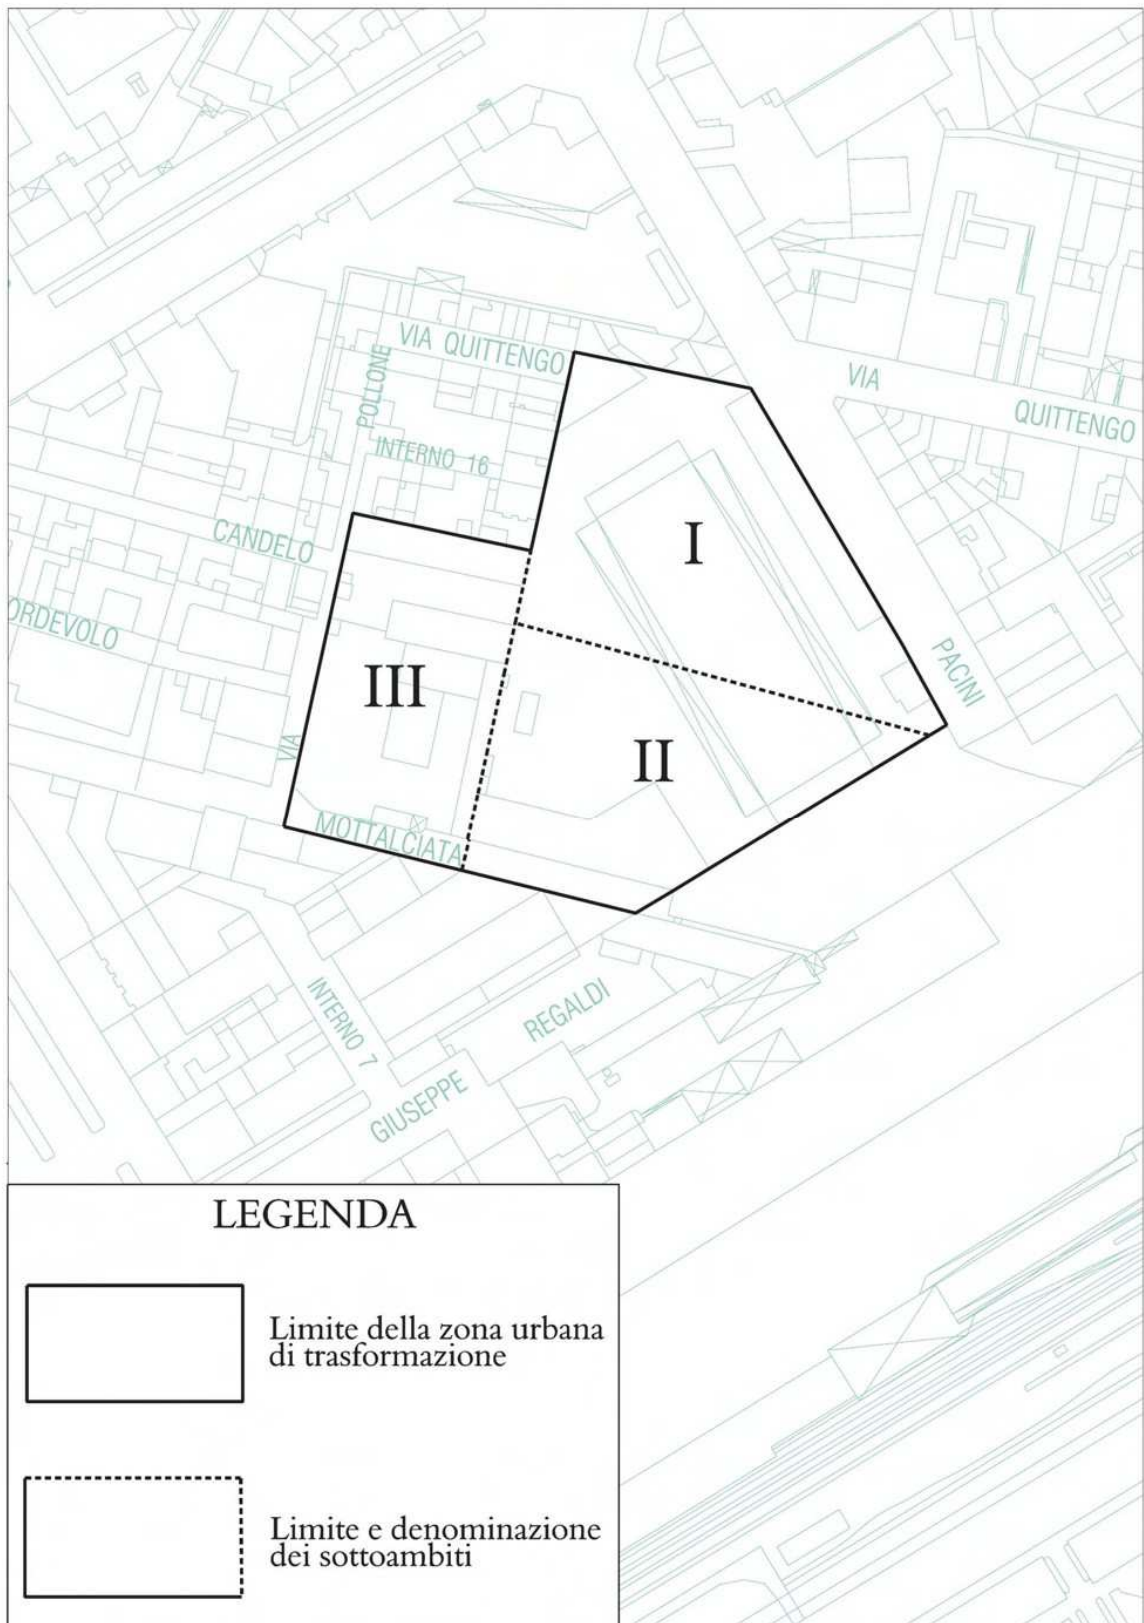 VIA QUITTENGO
POLLONE
VIA
QUITTENGO
INTERNO 16
CANDELO
I
ORDEVOLO
PACINI
III
VIA
II
MOTTALCIATA
INTERNO 7
REGALDI
GIUSEPPE
LEGENDA
Limite della zona urbana
di trasformazione
Limite e denominazione
dei sottoambiti